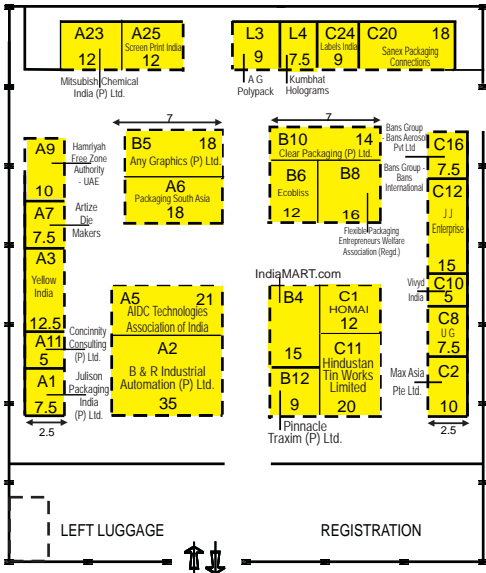 A23
12
Mitsubish Chemical
India (P) Ltd.
A25
Screen Print India
12
L3
9
A G
Polypack
L4
7.5
Kumbhat
Holograms
C24
Labels India
9
C20 18
Sanex Packaging
Connections
7
B5 18
Any Graphics (P) Ltd.
A6
Packaging South Asia
18
7
B10 14
Clear Packaging (P) Ltd.
B6
Ecobliss
12
B8
16
Flexible Packaging
Entrepreneurs Welfare
Association (Regd.)
A9
10
Hamriyah
Free Zone
Authority
- UAE
A7
7.5
Artize
Die
Makers
A3
Yellow
India
12.5
A11
5
Concinnity
Consulting
(P) Ltd.
A1
7.5
Julison
Packaging
India
(P) Ltd.
2.5
A5 21
AIDC Technologies
Association of India
A2
B & R Industrial
Automation (P) Ltd.
35
IndiaMART.com
B4
15
C1
HOMAI
12
B12
9
Pinnacle
Traxim (P) Ltd.
C11
Hindustan
Tin Works
Limited
20
Bans Group
- Bans Aerosol
Pvt Ltd
Bans Group -
Bans
International
C16
7.5
C12
J J
Enterprise
15
Vivyd
India
C10
5
C8
U G
7.5
Max Asia
Pte Ltd.
C2
10
2.5
LEFT LUGGAGE
REGISTRATION